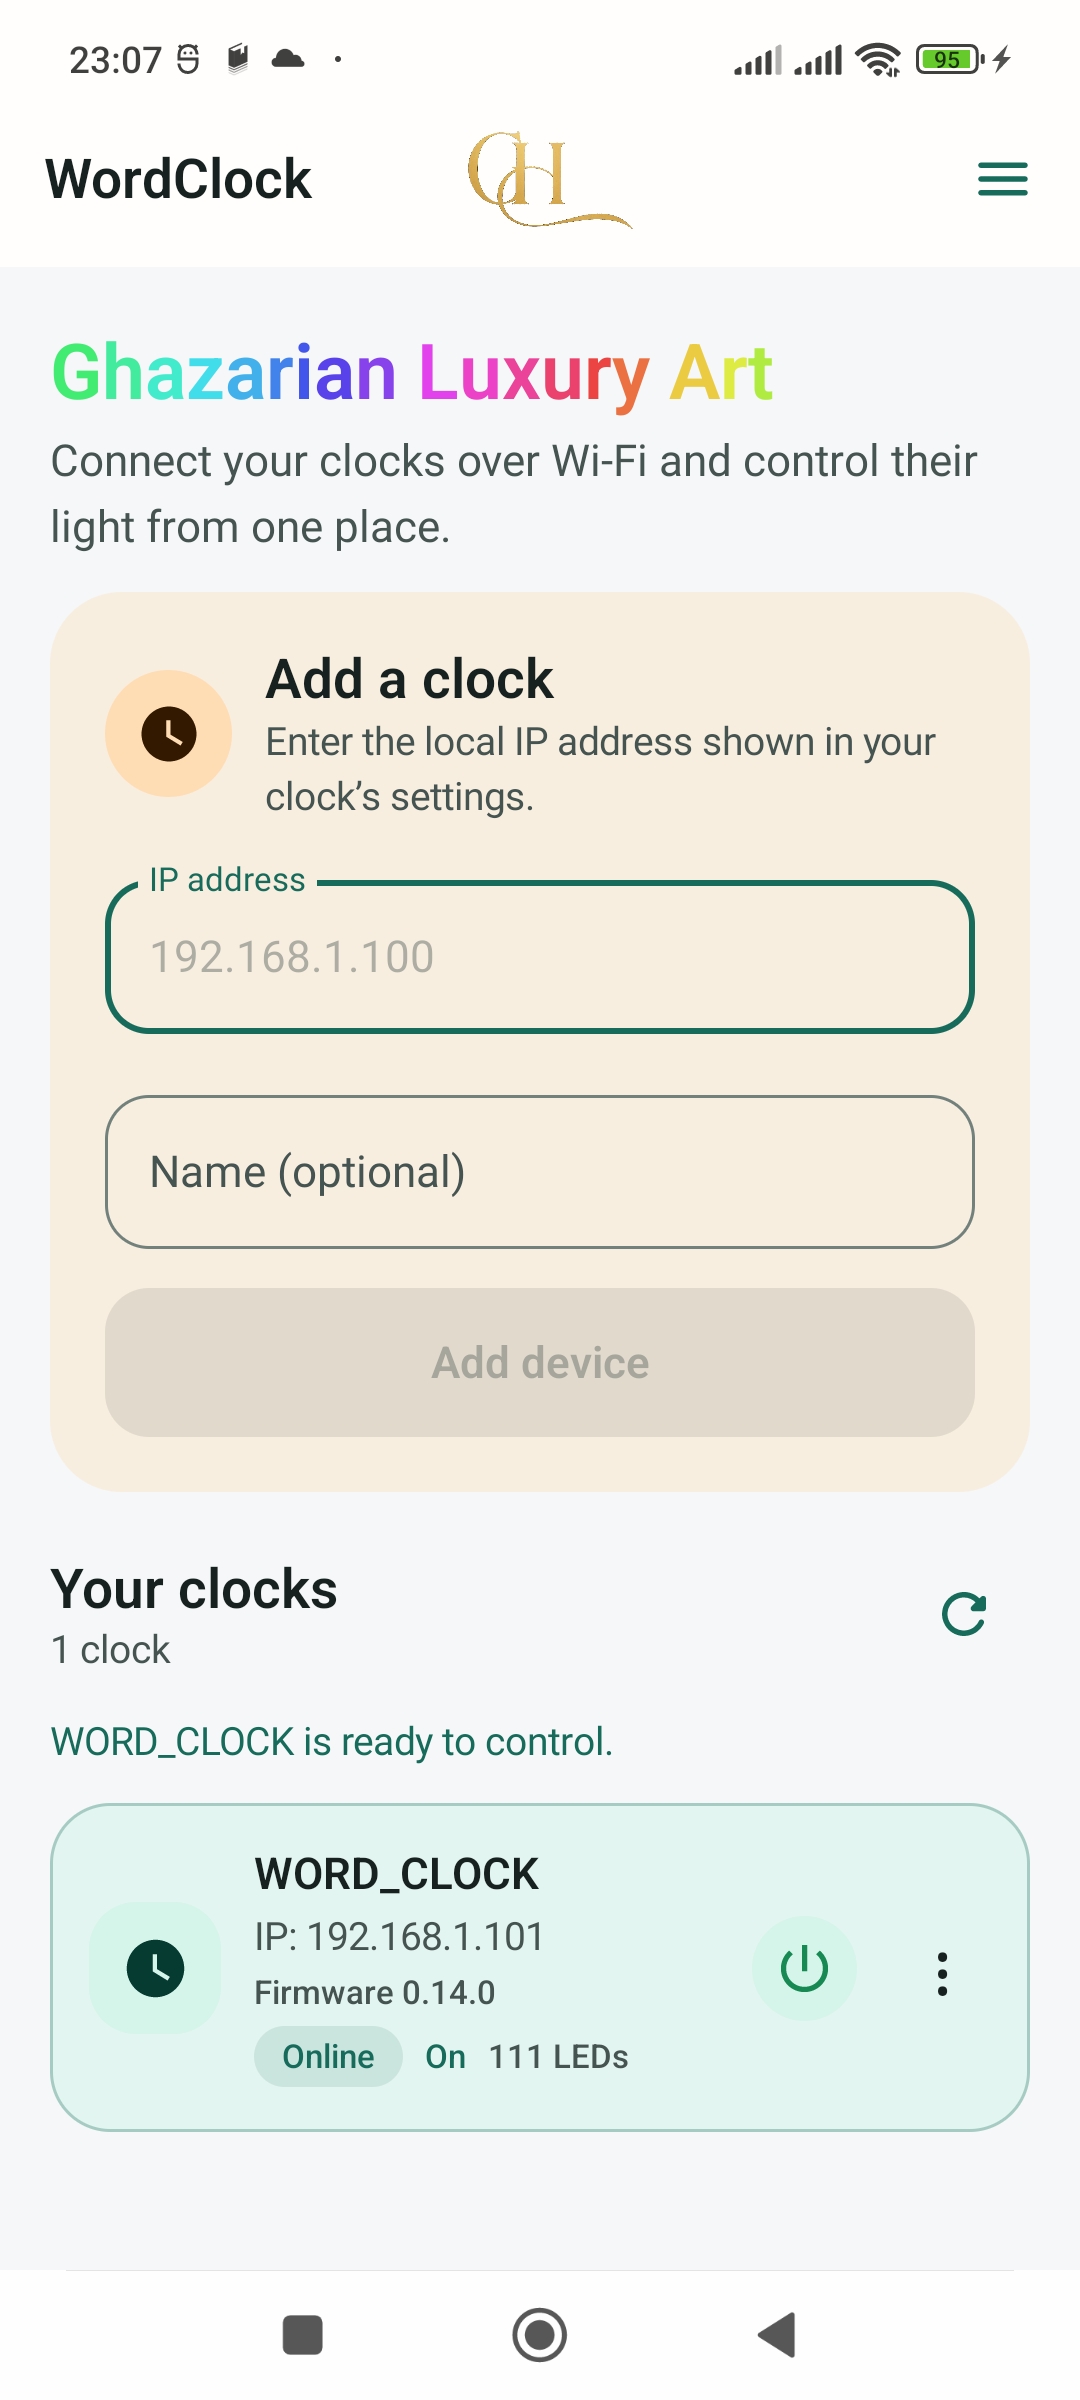 23:07
95
WordClock
GH
Ghazarian Luxury Art
Connect your clocks over Wi-Fi and control their
light from one place.
Add a clock
Enter the local IP address shown in your
clock’s settings.
IP address
192.168.1.100
Name (optional)
Add device
Your clocks
1 clock
WORD_CLOCK is ready to control.
WORD_CLOCK
IP: 192.168.1.101
Firmware 0.14.0
Online On 111 LEDs